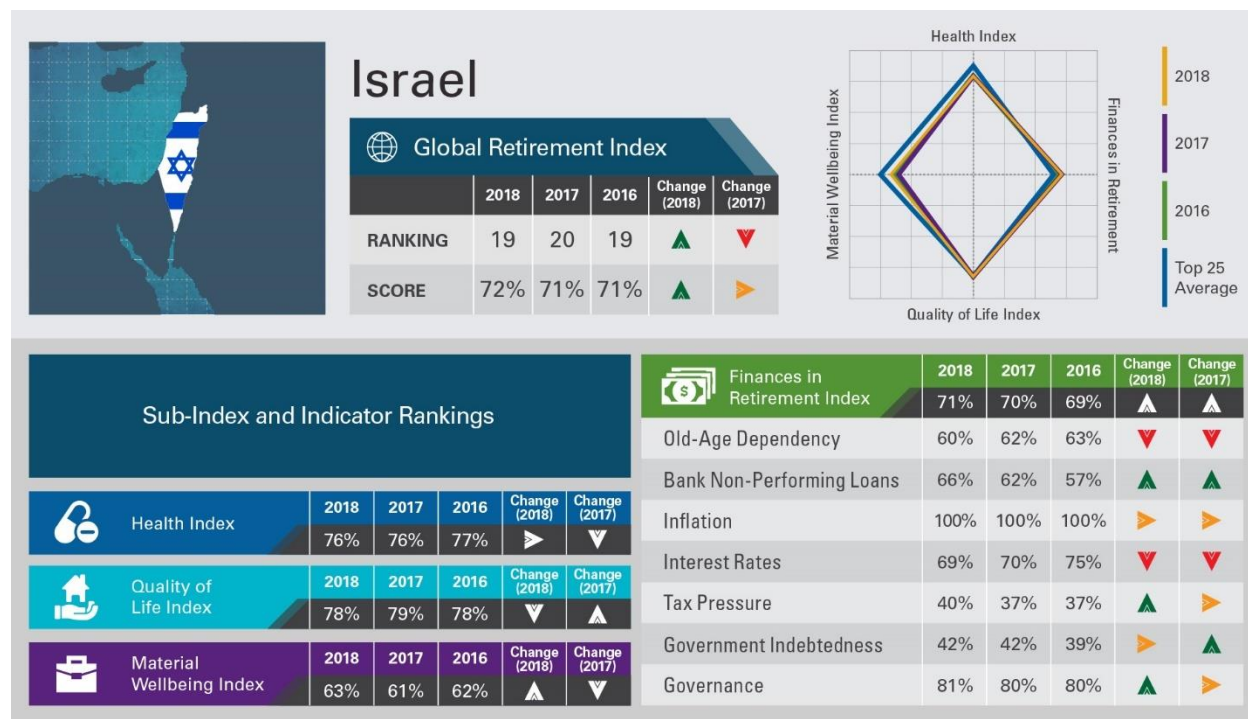 Israel
Global Retirement Index
2018 2017 2016 Change (2018) Change (2017)
RANKING 19 20 19
SCORE 72% 71% 71%
Health Index
Finances in Retirement
Quality of Life Index
Material Wellbeing Index
2018
2017
2016
Top 25
Average
Sub-Index and Indicator Rankings
Health Index
2018 2017 2016 Change (2018) Change (2017)
76% 76% 77%
Quality of
Life Index
2018 2017 2016 Change (2018) Change (2017)
78% 79% 78%
Material
Wellbeing Index
2018 2017 2016 Change (2018) Change (2017)
63% 61% 62%
$
Finances in
Retirement Index
2018 2017 2016 Change (2018) Change (2017)
71% 70% 69%
Old-Age Dependency 60% 62% 63%
Bank Non-Performing Loans 66% 62% 57%
Inflation 100% 100% 100%
Interest Rates 69% 70% 75%
Tax Pressure 40% 37% 37%
Government Indebtedness 42% 42% 39%
Governance 81% 80% 80%